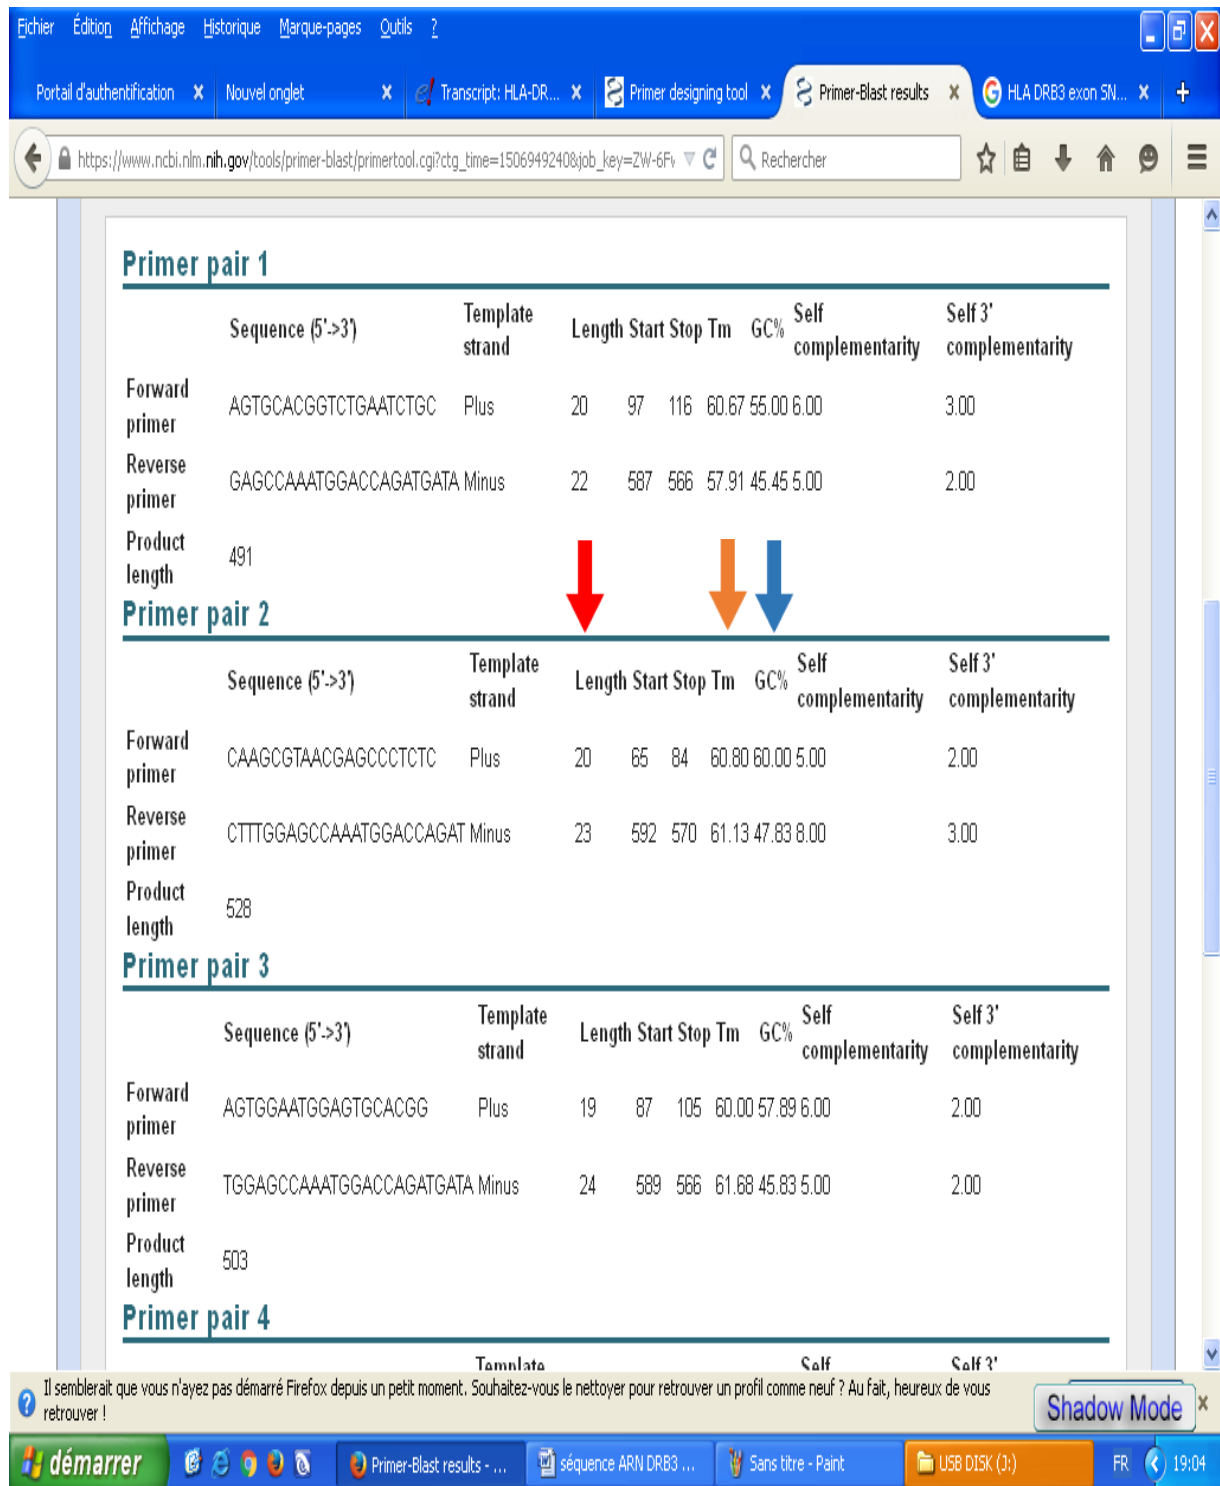 Fichier Édition Affichage Historique Marque-pages Outils ?
Portail d'authentification Nouvel onglet Transcript: HLA-DR... Primer designing tool Primer-Blast results HLA DRB3 exon SN...
https://www.ncbi.nlm.nih.gov/tools/primer-blast/primertool.cgi?ctg_time=1506949240&job_key=ZW-6F Rechercher
Primer pair 1
Sequence (5'->3') Template strand Length Start Stop Tm GC% Self complementarity Self 3' complementarity
Forward primer AGTGCACGGTCTGAATCTGC Plus 20 97 116 60.67 55.00 6.00 3.00
Reverse primer GAGCCAAATGGACCAGATGATA Minus 22 587 566 57.91 45.45 5.00 2.00
Product length 491
Primer pair 2
Sequence (5'->3') Template strand Length Start Stop Tm GC% Self complementarity Self 3' complementarity
Forward primer CAAGCGTAACGAGCCCTCTC Plus 20 65 84 60.80 60.00 5.00 2.00
Reverse primer CTTTGGAGCCAAATGGACCAGAT Minus 23 592 570 61.13 47.83 8.00 3.00
Product length 528
Primer pair 3
Sequence (5'->3') Template strand Length Start Stop Tm GC% Self complementarity Self 3' complementarity
Forward primer AGTGGAATGGAGTGCACGG Plus 19 87 105 60.00 57.89 6.00 2.00
Reverse primer TGGAGCCAAATGGACCAGATGATA Minus 24 589 566 61.68 45.83 5.00 2.00
Product length 503
Primer pair 4
Template Self Self 3'
Il semblerait que vous n'ayez pas démarré Firefox depuis un petit moment. Souhaitez-vous le nettoyer pour retrouver un profil comme neuf ? Au fait, heureux de vous
retrouver !
Shadow Mode
démarrer Primer-Blast results - ... séquence ARN DRB3 ... Sans titre - Paint USB DISK (J:) FR 19:04